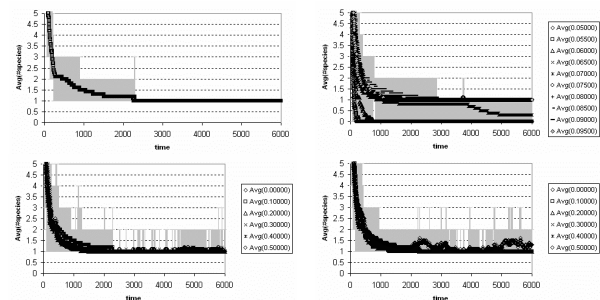 5
4.5
4
3.5
3
2.5
2
1.5
1
0.5
0
0 1000 2000 3000 4000 5000 6000
time
Avg(#species)
5
4.5
4
3.5
3
2.5
2
1.5
1
0.5
0
0 1000 2000 3000 4000 5000 6000
time
Avg(#species)
Avg(0.05000)
Avg(0.05500)
Avg(0.06000)
Avg(0.06500)
Avg(0.07000)
Avg(0.07500)
Avg(0.08000)
Avg(0.08500)
Avg(0.09000)
Avg(0.09500)
5
4.5
4
3.5
3
2.5
2
1.5
1
0.5
0
0 1000 2000 3000 4000 5000 6000
time
Avg(#species)
Avg(0.00000)
Avg(0.10000)
Avg(0.20000)
Avg(0.30000)
Avg(0.40000)
Avg(0.50000)
5
4.5
4
3.5
3
2.5
2
1.5
1
0.5
0
0 1000 2000 3000 4000 5000 6000
time
Avg(#species)
Avg(0.00000)
Avg(0.10000)
Avg(0.20000)
Avg(0.30000)
Avg(0.40000)
Avg(0.50000)